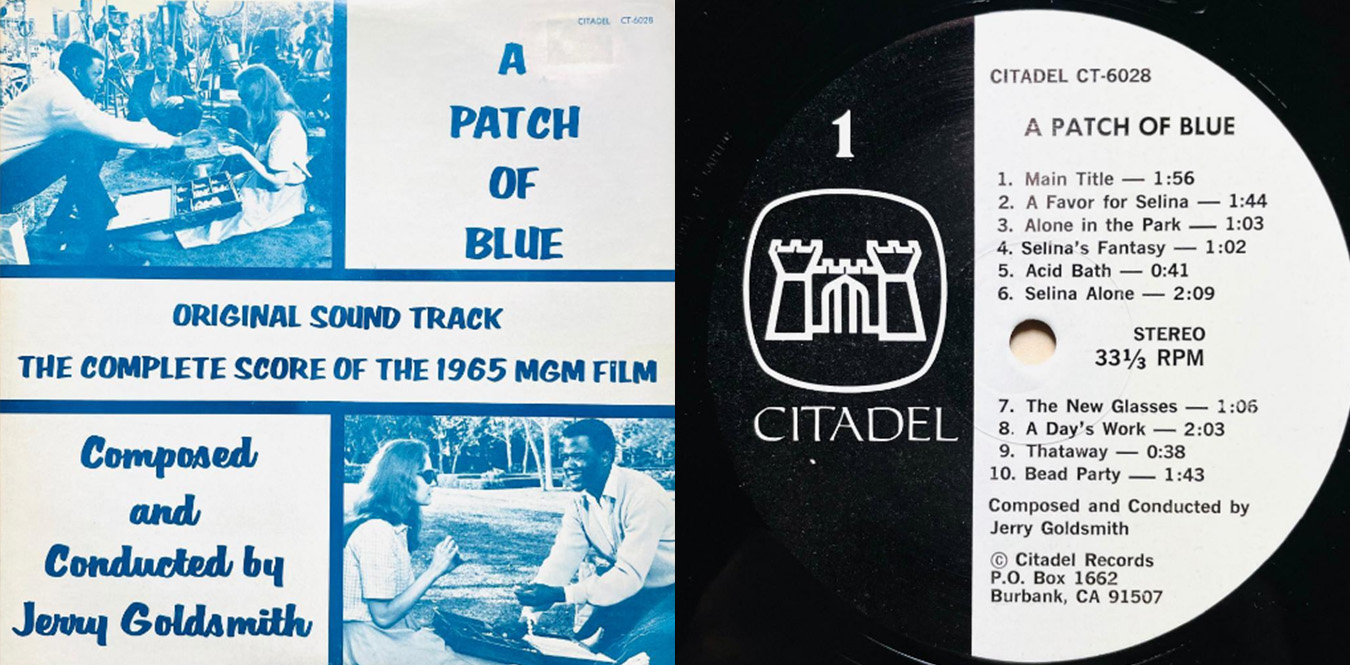 CITADEL CT-6028
A
PATCH
OF
BLUE
ORIGINAL SOUND TRACK
THE COMPLETE SCORE OF THE 1965 MGM FiLM
Composed
and
Conducted by
Jerry Goldsmith
1
CITADEL
CITADEL CT-6028
A PATCH OF BLUE
1. Main Title — 1:56
2. A Favor for Selina — 1:44
3. Alone in the Park — 1:03
4. Selina's Fantasy — 1:02
5. Acid Bath — 0:41
6. Selina Alone — 2:09
STEREO
33⅓ RPM
7. The New Glasses — 1:06
8. A Day's Work — 2:03
9. Thataway — 0:38
10. Bead Party — 1:43
Composed and Conducted by
Jerry Goldsmith
© Citadel Records
P.O. Box 1662
Burbank, CA 91507